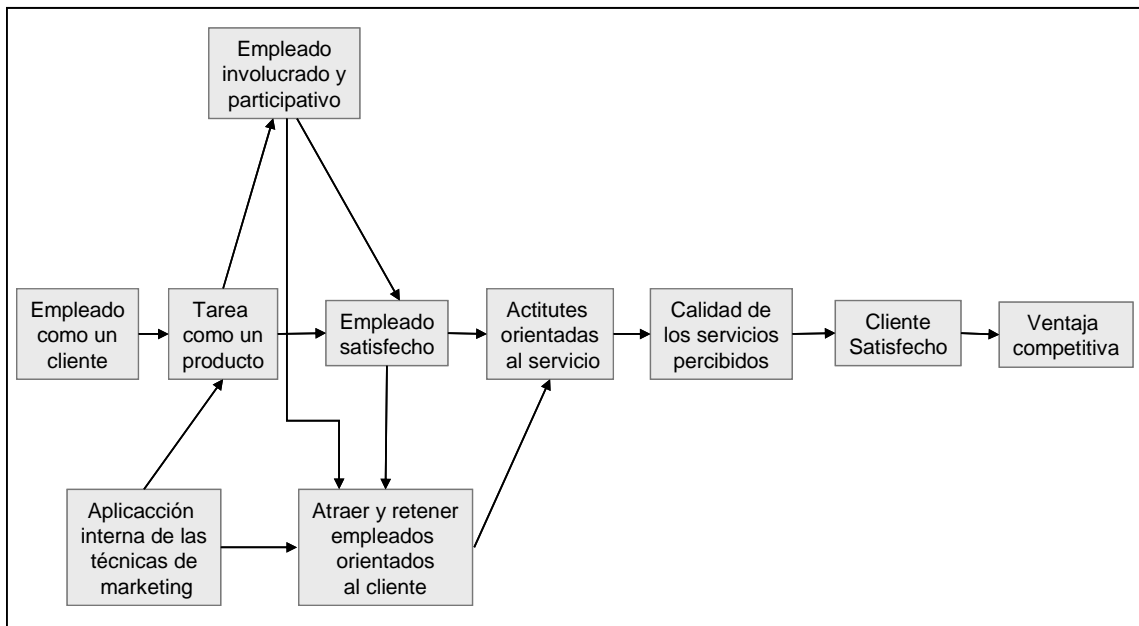 Empleado
involucrado y
participativo
Empleado
como un
cliente
Tarea
como un
producto
Empleado
satisfecho
Actitutes
orientadas
al servicio
Calidad de
los servicios
percibidos
Cliente
Satisfecho
Ventaja
competitiva
Aplicacción
interna de las
técnicas de
marketing
Atraer y retener
empleados
orientados
al cliente